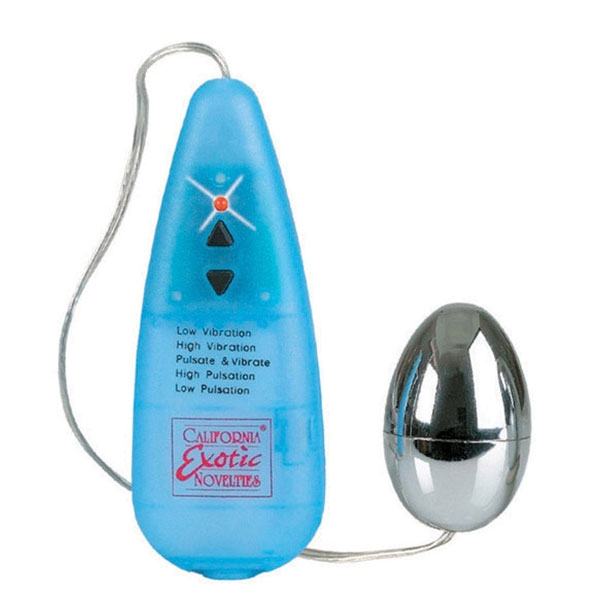 Low Vibration
High Vibration
Pulsate & Vibrate
High Pulsation
Low Pulsation
CALIFORNIA®
Exotic
NOVELTIES